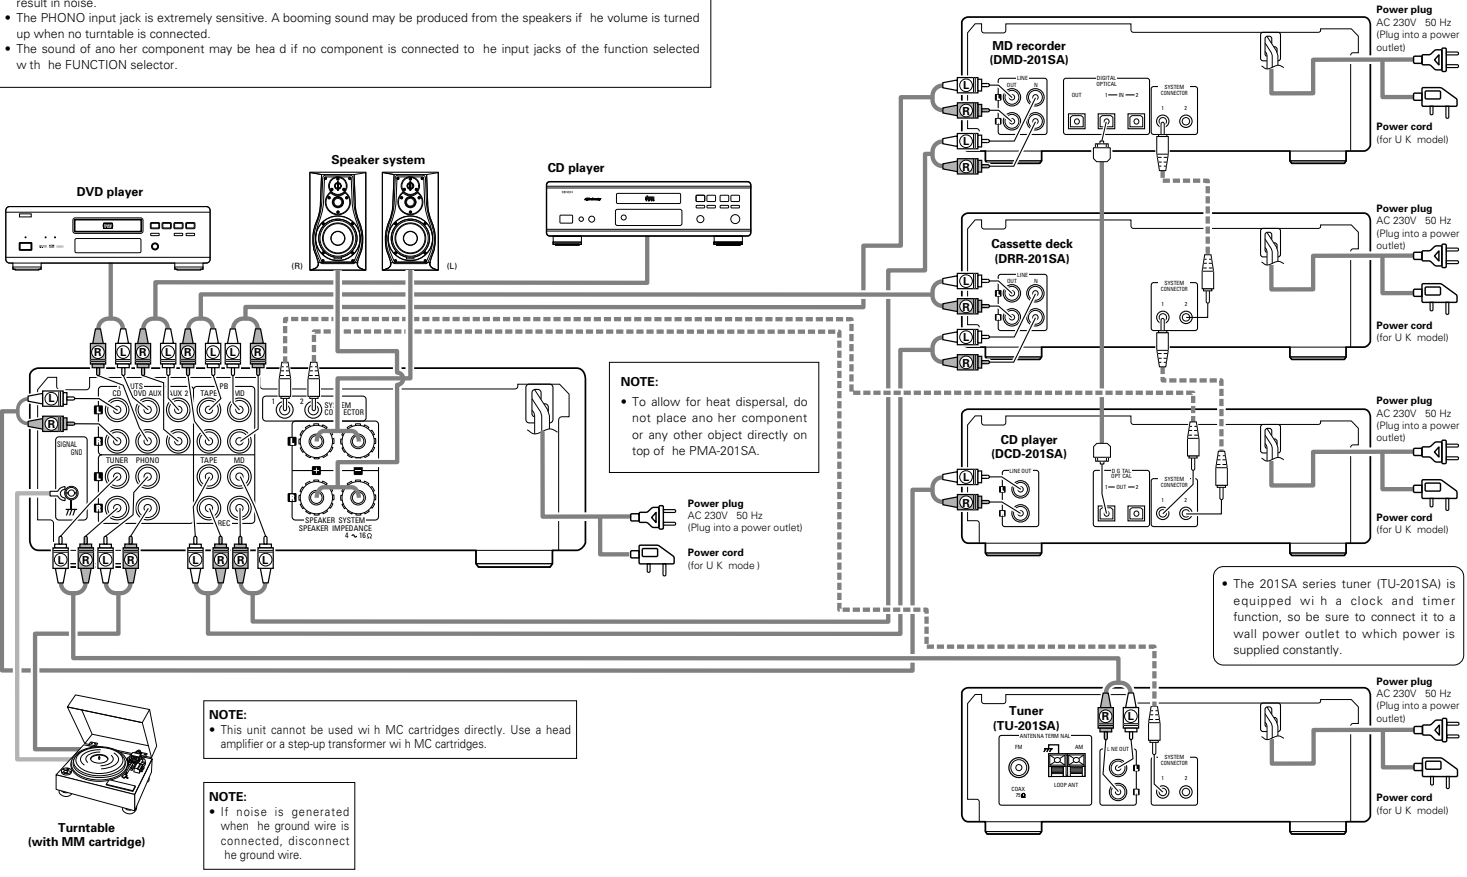 result in noise.
• The PHONO input jack is extremely sensitive. A booming sound may be produced from the speakers if he volume is turned
up when no turntable is connected.
• The sound of ano her component may be hea d if no component is connected to he input jacks of the function selected
w th he FUNCTION selector.
DVD player
Speaker system
(R)
(L)
CD player
MD recorder
(DMD-201SA)
LINE
OUT N
DIGITAL
OPTICAL
OUT 1 IN 2
SYSTEM
CONNECTOR
1 2
L
R
L
R
Power plug
AC 230V 50 Hz
(Plug into a power
outlet)
Power cord
(for U K model)
Cassette deck
(DRR-201SA)
LINE
OUT N
SYSTEM
CONNECTOR
1 2
L
R
L
R
Power plug
AC 230V 50 Hz
(Plug into a power
outlet)
Power cord
(for U K model)
CD player
(DCD-201SA)
LINE OUT
D G TAL
OPT CAL
1 OUT 2
SYSTEM
CONNECTOR
1 2
L
R
Power plug
AC 230V 50 Hz
(Plug into a power
outlet)
Power cord
(for U K model)
R L R L R L L R
L
R
CD
UTS
DVD AUX
AUX 2
TAPE
PB
MD
1 2
SYSTEM
CO ECTOR
SIGNAL
GND
TUNER PHONO
TAPE MD
REC
L
R
SPEAKER SYSTEM
SPEAKER IMPEDANCE
4 ~ 16Ω
L R L R L R R L
NOTE:
• To allow for heat dispersal, do
not place ano her component
or any other object directly on
top of he PMA-201SA.
Power plug
AC 230V 50 Hz
(Plug into a power outlet)
Power cord
(for U K mode )
• The 201SA series tuner (TU-201SA) is
equipped wi h a clock and timer
function, so be sure to connect it to a
wall power outlet to which power is
supplied constantly.
Tuner
(TU-201SA)
ANTENNA TERM NAL
FM AM
COAX
75Ω
LOOP ANT
R L
L NE OUT
L
R
SYSTEM
CONNECTOR
1 2
Power plug
AC 230V 50 Hz
(Plug into a power
outlet)
Power cord
(for U K model)
Turntable
(with MM cartridge)
NOTE:
• This unit cannot be used wi h MC cartridges directly. Use a head
amplifier or a step-up transformer wi h MC cartridges.
NOTE:
• If noise is generated
when he ground wire is
connected, disconnect
he ground wire.